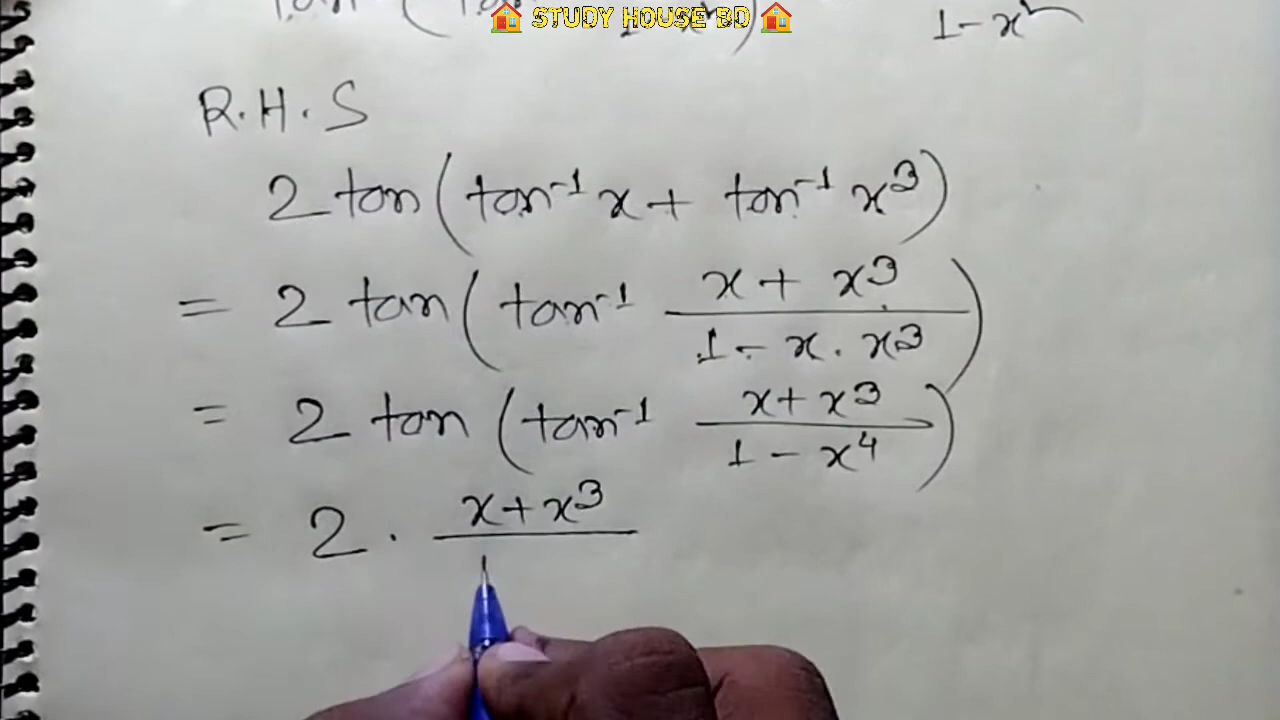 🏠 STUDY HOUSE BD 🏠
1 - x²
R.H.S
2 tan(tan⁻¹ x + tan⁻¹ x³)
= 2 tan(tan⁻¹ (x + x³)/(1 - x . x³))
= 2 tan(tan⁻¹ (x + x³)/(1 - x⁴))
= 2 . x + x³